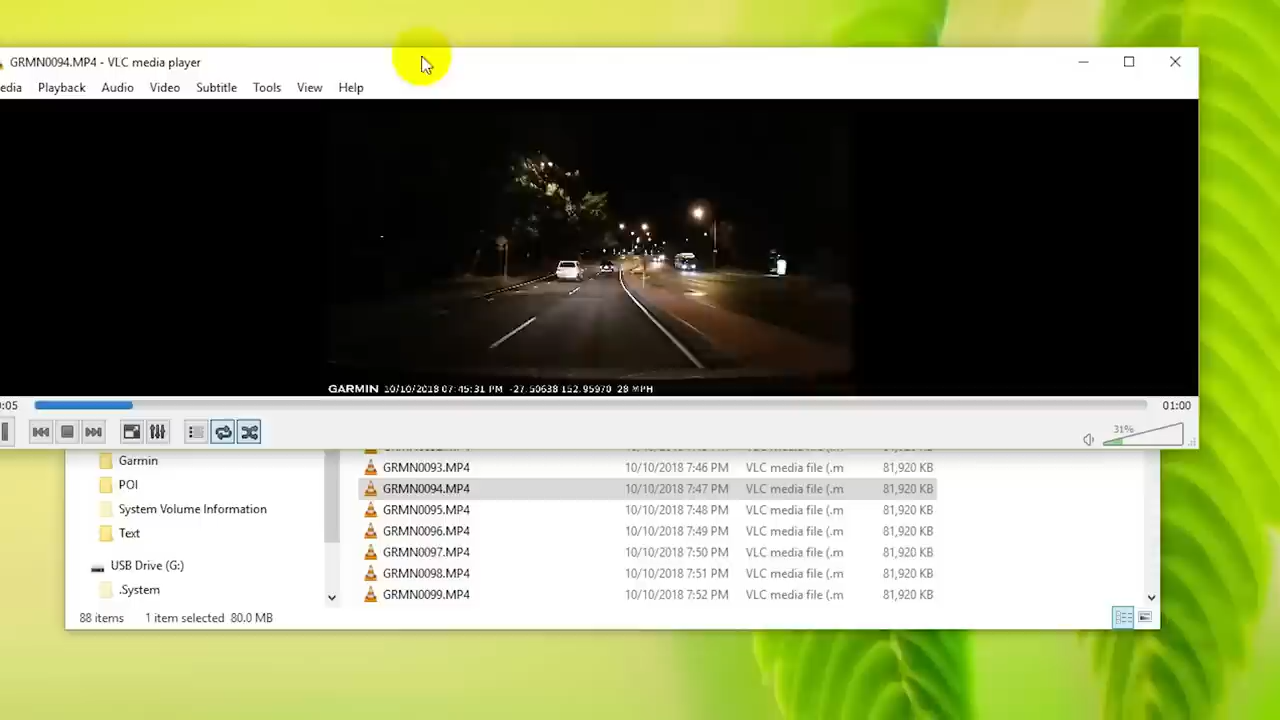 GRMN0094.MP4 - VLC media player
edia Playback Audio Video Subtitle Tools View Help
GARMIN 10/10/2018 07:45:31 PM -27.50638 152.95970 28 MPH
0:05 01:00
31%
Garmin
POI
System Volume Information
Text
USB Drive (G:)
.System
GRMN0093.MP4 10/10/2018 7:46 PM VLC media file (.m 81,920 KB
GRMN0094.MP4 10/10/2018 7:47 PM VLC media file (.m 81,920 KB
GRMN0095.MP4 10/10/2018 7:48 PM VLC media file (.m 81,920 KB
GRMN0096.MP4 10/10/2018 7:49 PM VLC media file (.m 81,920 KB
GRMN0097.MP4 10/10/2018 7:50 PM VLC media file (.m 81,920 KB
GRMN0098.MP4 10/10/2018 7:51 PM VLC media file (.m 81,920 KB
GRMN0099.MP4 10/10/2018 7:52 PM VLC media file (.m 81,920 KB
88 items 1 item selected 80.0 MB